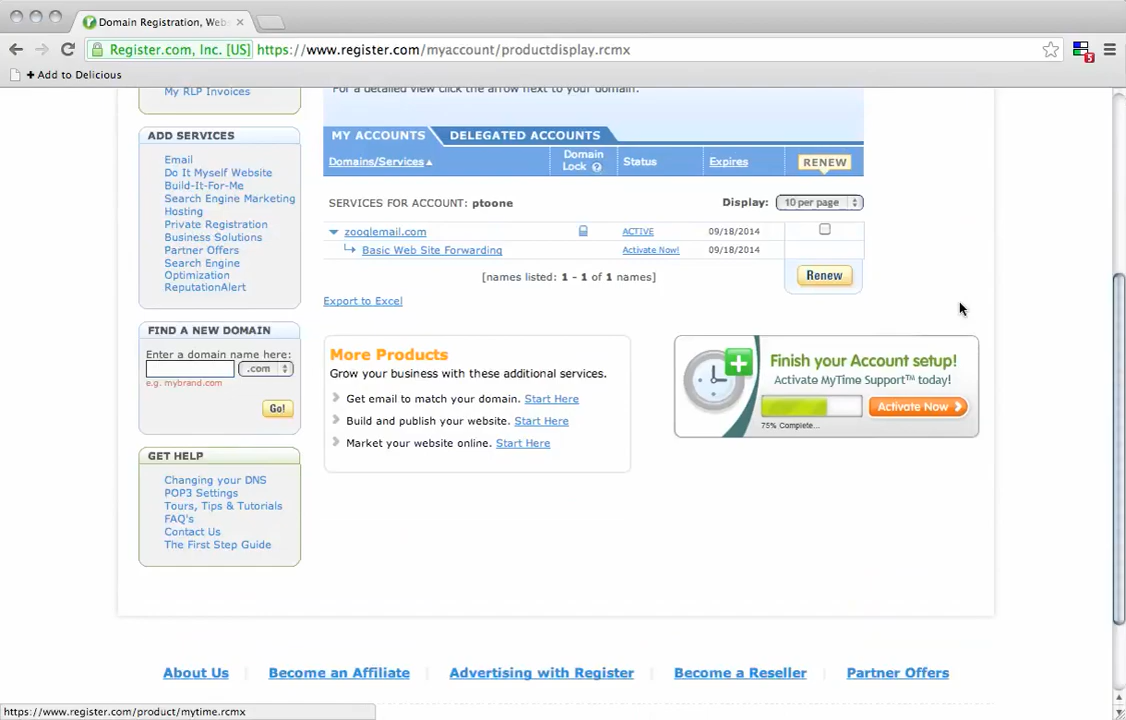 Domain Registration, Web
Register.com, Inc. [US] https://www.register.com/myaccount/productdisplay.rcmx
5
+ Add to Delicious
My RLP Invoices
For a detailed view click the arrow next to your domain.
ADD SERVICES
Email
Do It Myself Website
Build-It-For-Me
Search Engine Marketing
Hosting
Private Registration
Business Solutions
Partner Offers
Search Engine
Optimization
ReputationAlert
FIND A NEW DOMAIN
Enter a domain name here:
.com
e.g. mybrand.com
Go!
GET HELP
Changing your DNS
POP3 Settings
Tours, Tips & Tutorials
FAQ's
Contact Us
The First Step Guide
MY ACCOUNTS DELEGATED ACCOUNTS
Domains/Services Domain Lock ? Status Expires RENEW
SERVICES FOR ACCOUNT: ptoone Display: 10 per page
zooglemail.com ACTIVE 09/18/2014
Basic Web Site Forwarding Activate Now! 09/18/2014
[names listed: 1 - 1 of 1 names] Renew
Export to Excel
More Products
Grow your business with these additional services.
Get email to match your domain. Start Here
Build and publish your website. Start Here
Market your website online. Start Here
Finish your Account setup!
Activate MyTime Support™ today!
Activate Now
75% Complete...
About Us Become an Affiliate Advertising with Register Become a Reseller Partner Offers
https://www.register.com/product/mytime.rcmx